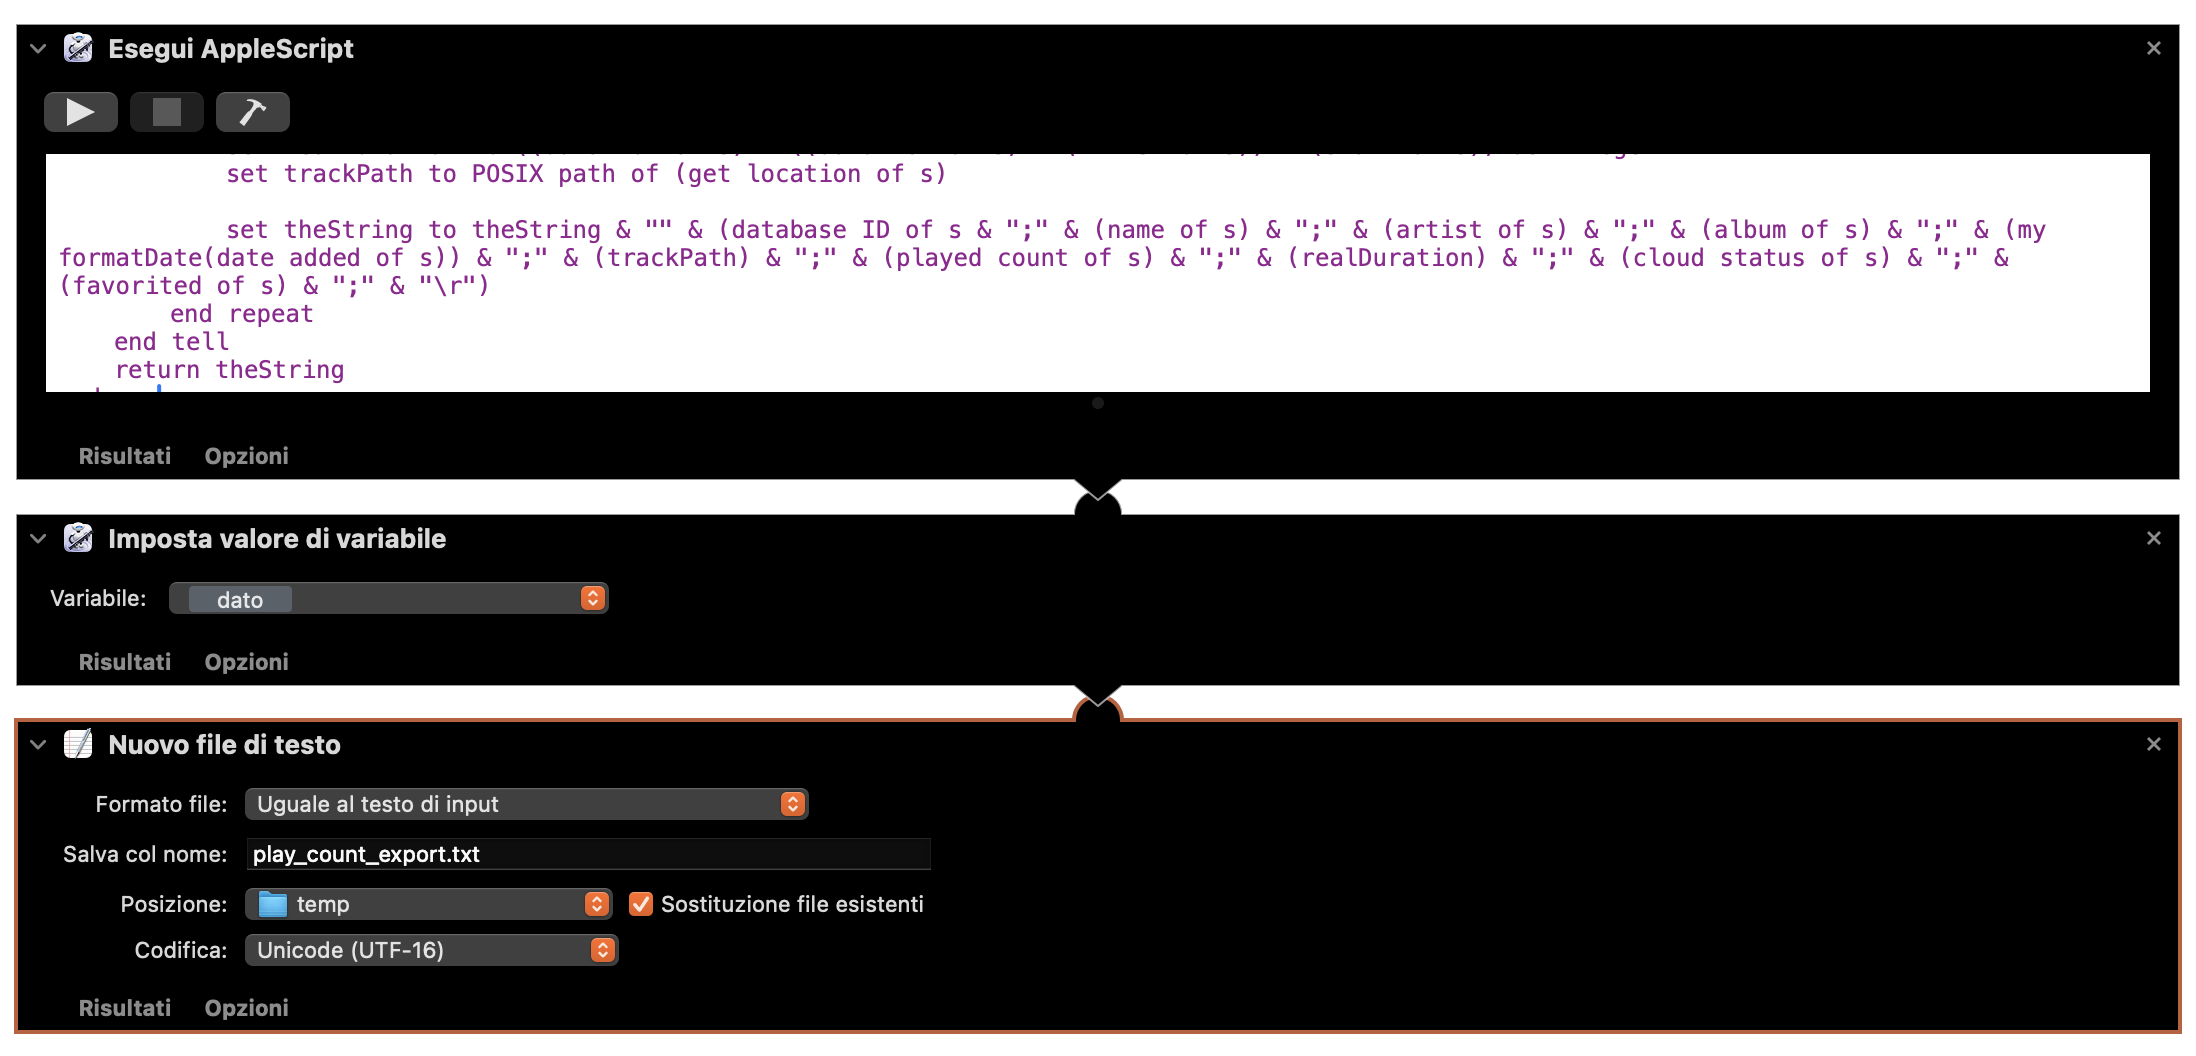 Esegui AppleScript
set trackPath to POSIX path of (get location of s)
set theString to theString & "" & (database ID of s & ";" & (name of s) & ";" & (artist of s) & ";" & (album of s) & ";" & (my
formatDate(date added of s)) & ";" & (trackPath) & ";" & (played count of s) & ";" & (realDuration) & ";" & (cloud status of s) & ";" &
(favorited of s) & ";" & "\r")
end repeat
end tell
return theString
Risultati Opzioni
Imposta valore di variabile
Variabile: dato
Risultati Opzioni
Nuovo file di testo
Formato file: Uguale al testo di input
Salva col nome: play_count_export.txt
Posizione: temp Sostituzione file esistenti
Codifica: Unicode (UTF-16)
Risultati Opzioni